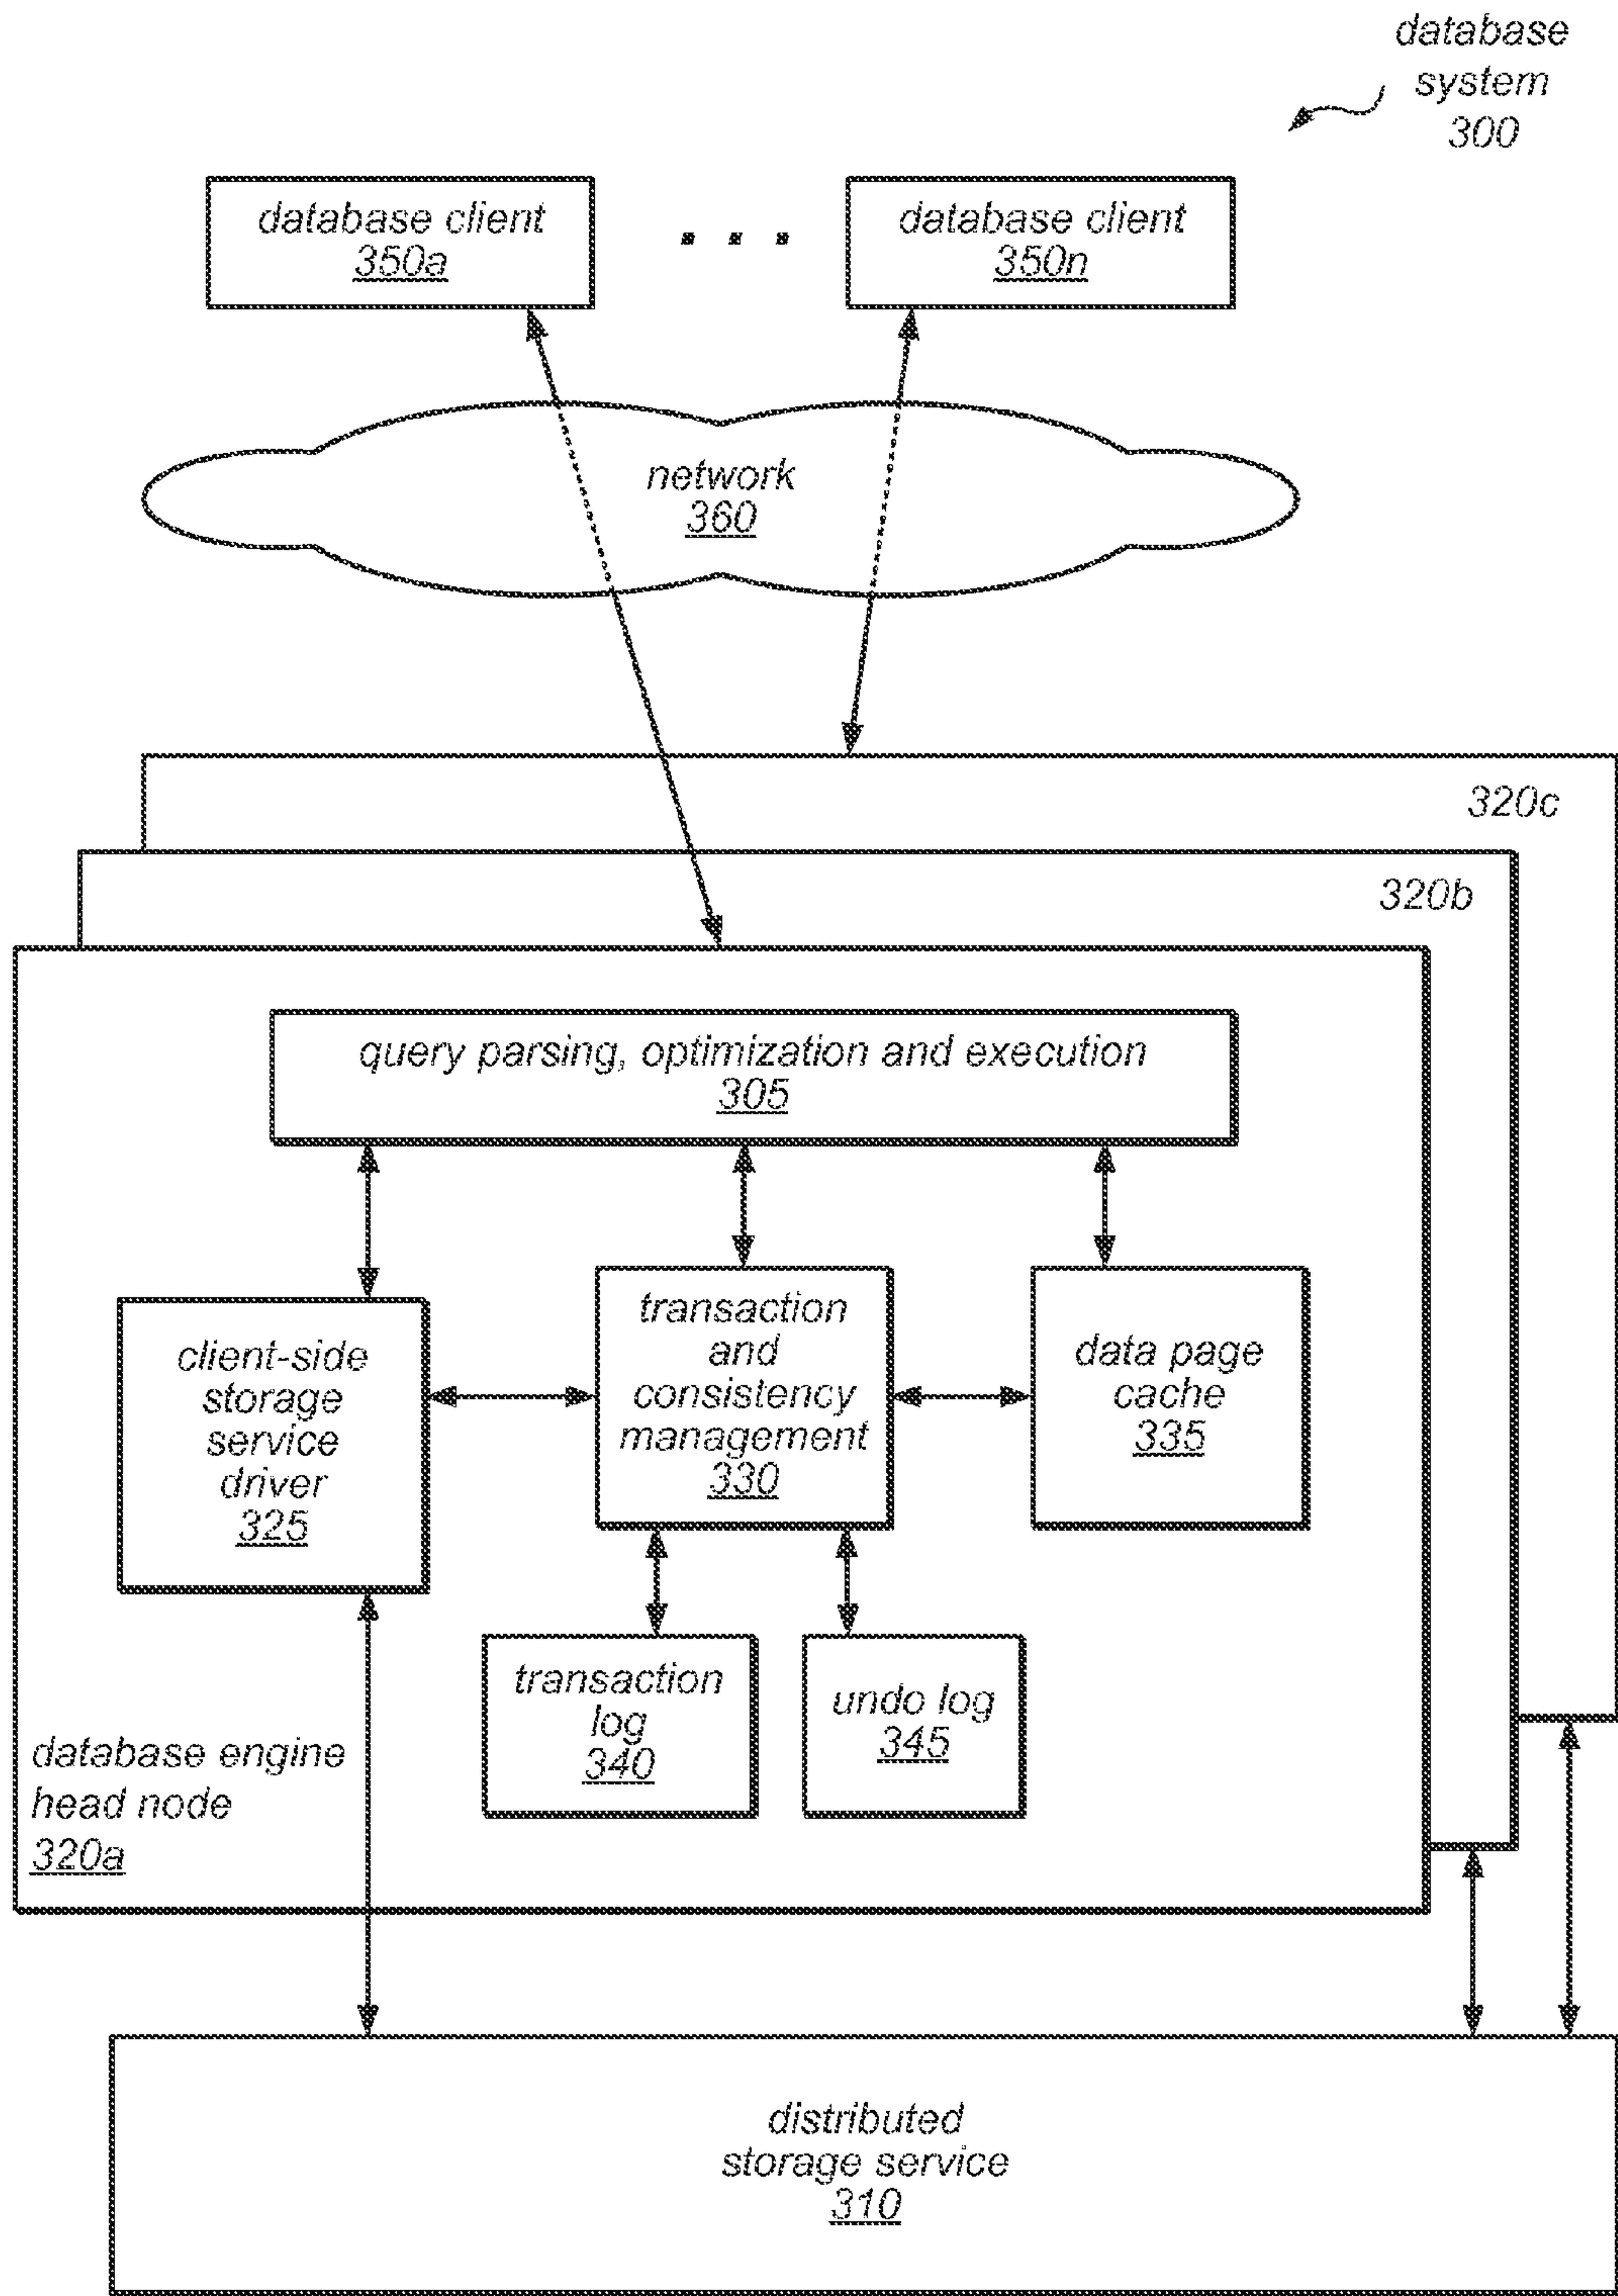 database
system
300
database client
350a
. . .
database client
350n
network
360
320c
320b
query parsing, optimization and execution
305
client-side
storage
service
driver
325
transaction
and
consistency
management
330
data page
cache
335
transaction
log
340
undo log
345
database engine
head node
320a
distributed
storage service
310